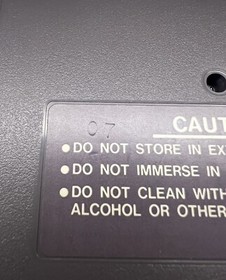 07
CAUT
• DO NOT STORE IN EX
• DO NOT IMMERSE IN
• DO NOT CLEAN WITH
ALCOHOL OR OTHER